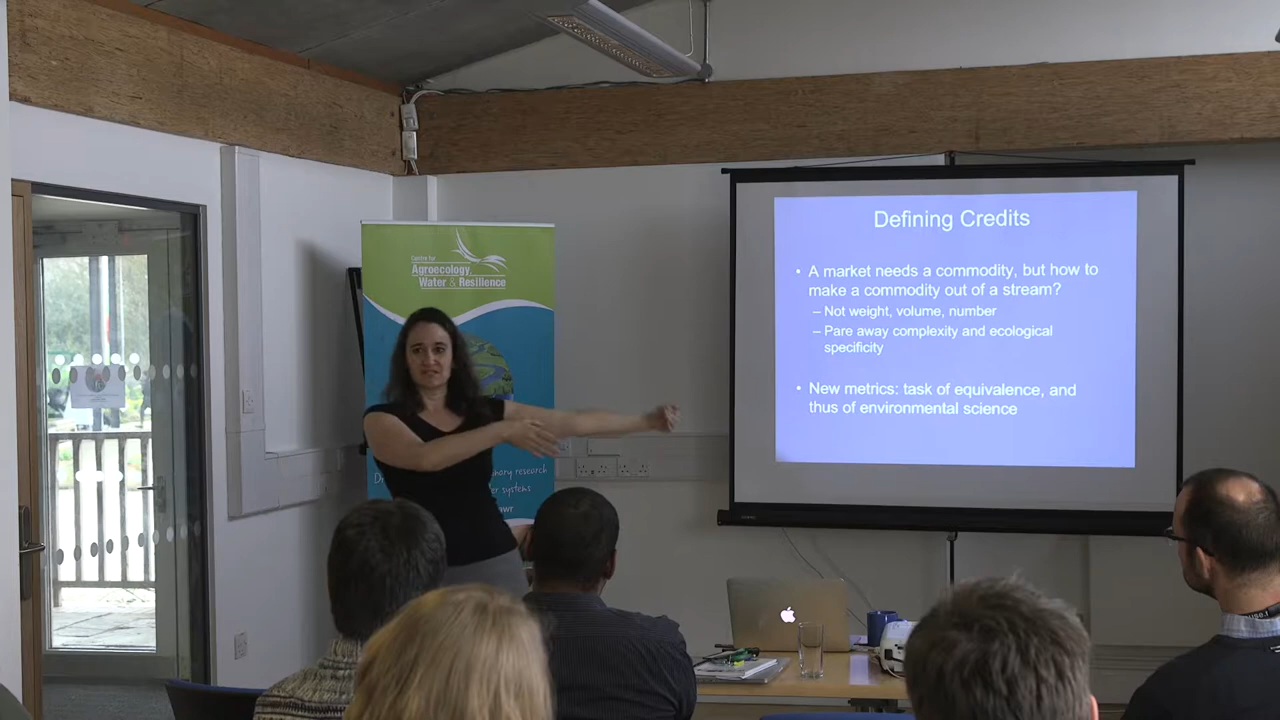 Centre for
Agroecology
Water & Resilience
research
systems
Defining Credits
• A market needs a commodity, but how to
make a commodity out of a stream?
– Not weight, volume, number
– Pare away complexity and ecological
specificity
• New metrics: task of equivalence, and
thus of environmental science